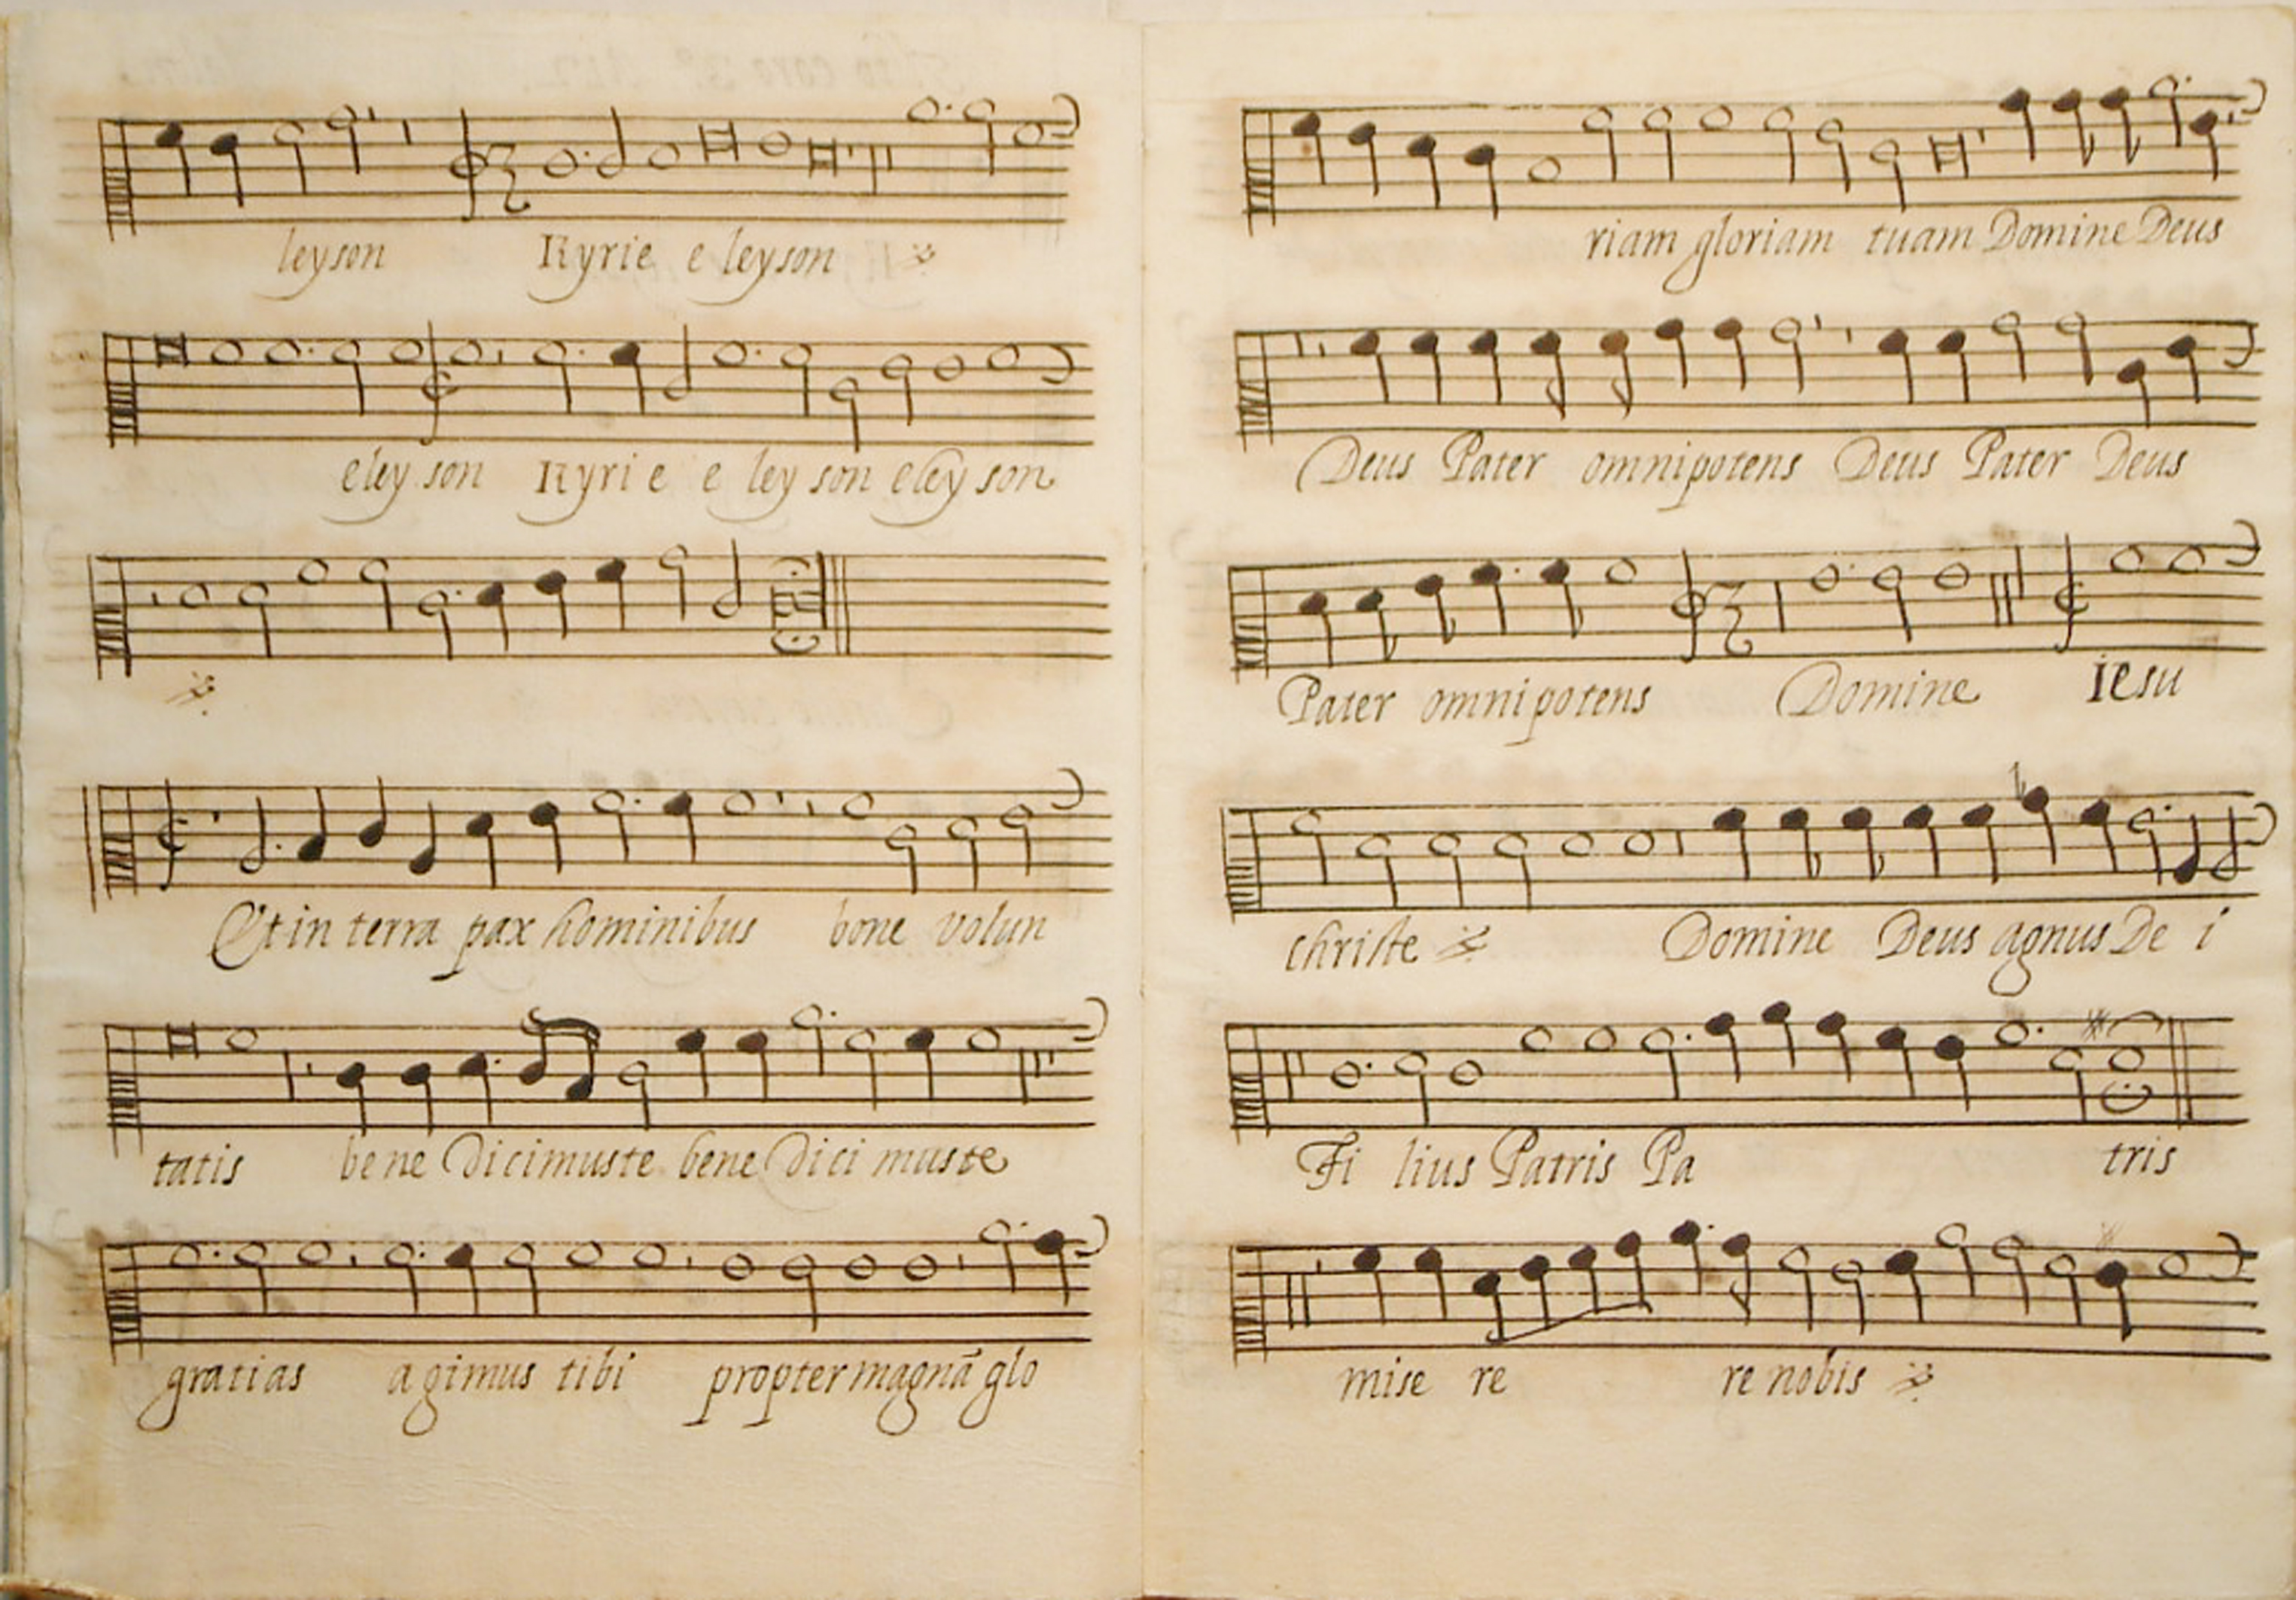 leyson Kyrie e leyson
eley son Kyri e e ley son eley son
Et in terra pax hominibus bone volun
tatis bene Dicimuste bene Dici muste
gratias agimus tibi propter magnā glo
riam gloriam tuam Domine Deus
Deus Pater omnipotens Deus Pater Deus
Pater omnipotens Domine Iesu
christe Domine Deus agnus De i
Fi lius Patris Pa tris
mise re re nobis